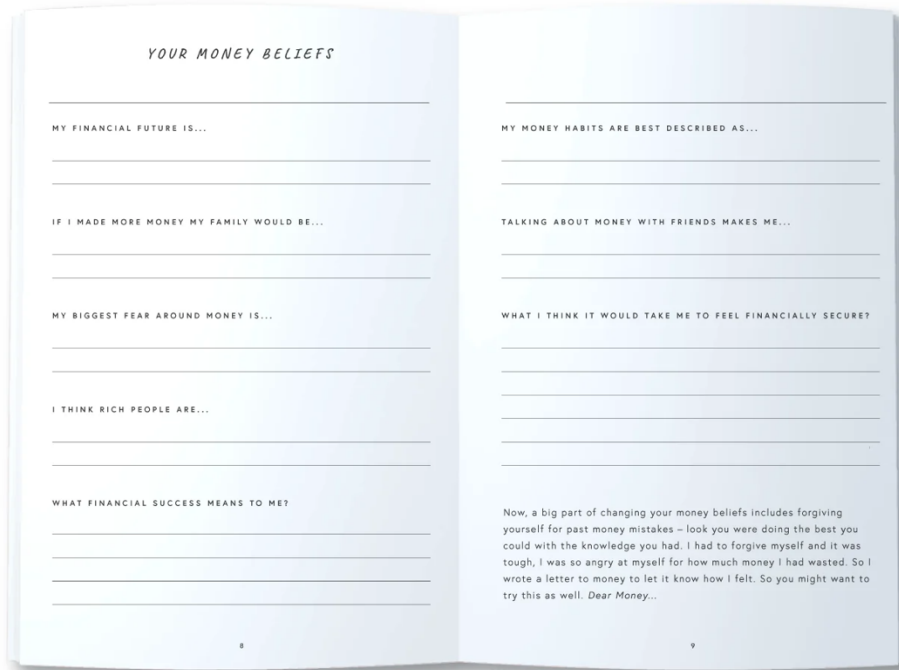 YOUR MONEY BELIEFS
MY FINANCIAL FUTURE IS...
IF I MADE MORE MONEY MY FAMILY WOULD BE...
MY BIGGEST FEAR AROUND MONEY IS...
I THINK RICH PEOPLE ARE...
WHAT FINANCIAL SUCCESS MEANS TO ME?
8
MY MONEY HABITS ARE BEST DESCRIBED AS...
TALKING ABOUT MONEY WITH FRIENDS MAKES ME...
WHAT I THINK IT WOULD TAKE ME TO FEEL FINANCIALLY SECURE?
Now, a big part of changing your money beliefs includes forgiving
yourself for past money mistakes – look you were doing the best you
could with the knowledge you had. I had to forgive myself and it was
tough, I was so angry at myself for how much money I had wasted. So I
wrote a letter to money to let it know how I felt. So you might want to
try this as well. Dear Money...
9